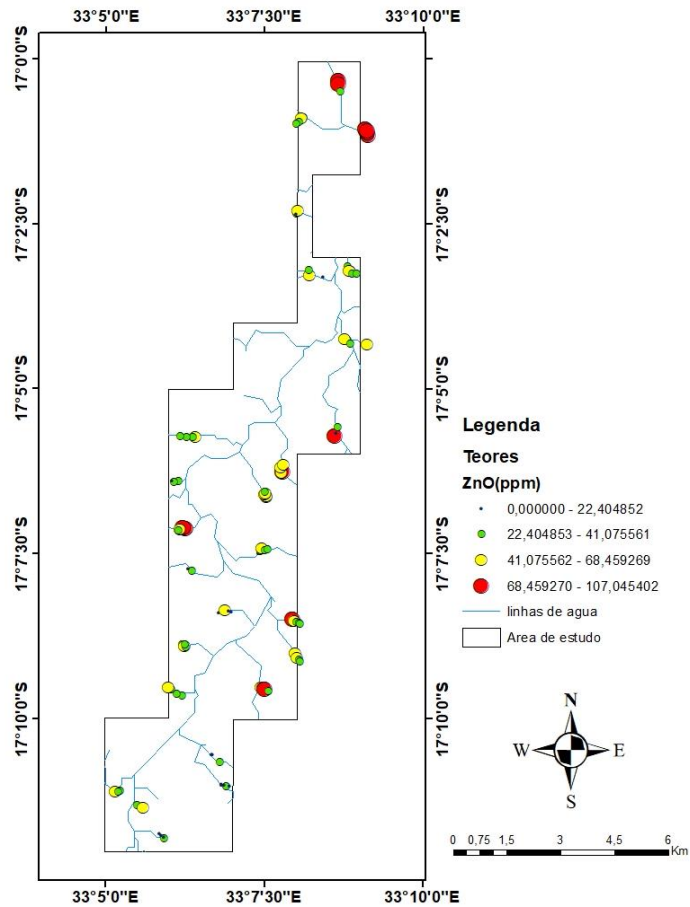 33°5'0"E 33°7'30"E 33°10'0"E
17°0'0"S 17°0'0"S
17°2'30"S 17°2'30"S
17°5'0"S 17°5'0"S
Legenda
Teores
ZnO(ppm)
0,000000 - 22,404852
22,404853 - 41,075561
41,075562 - 68,459269
68,459270 - 107,045402
linhas de agua
Area de estudo
17°7'30"S 17°7'30"S
17°10'0"S 17°10'0"S
N
W E
S
0 0,75 1,5 3 4,5 6
Km
33°5'0"E 33°7'30"E 33°10'0"E